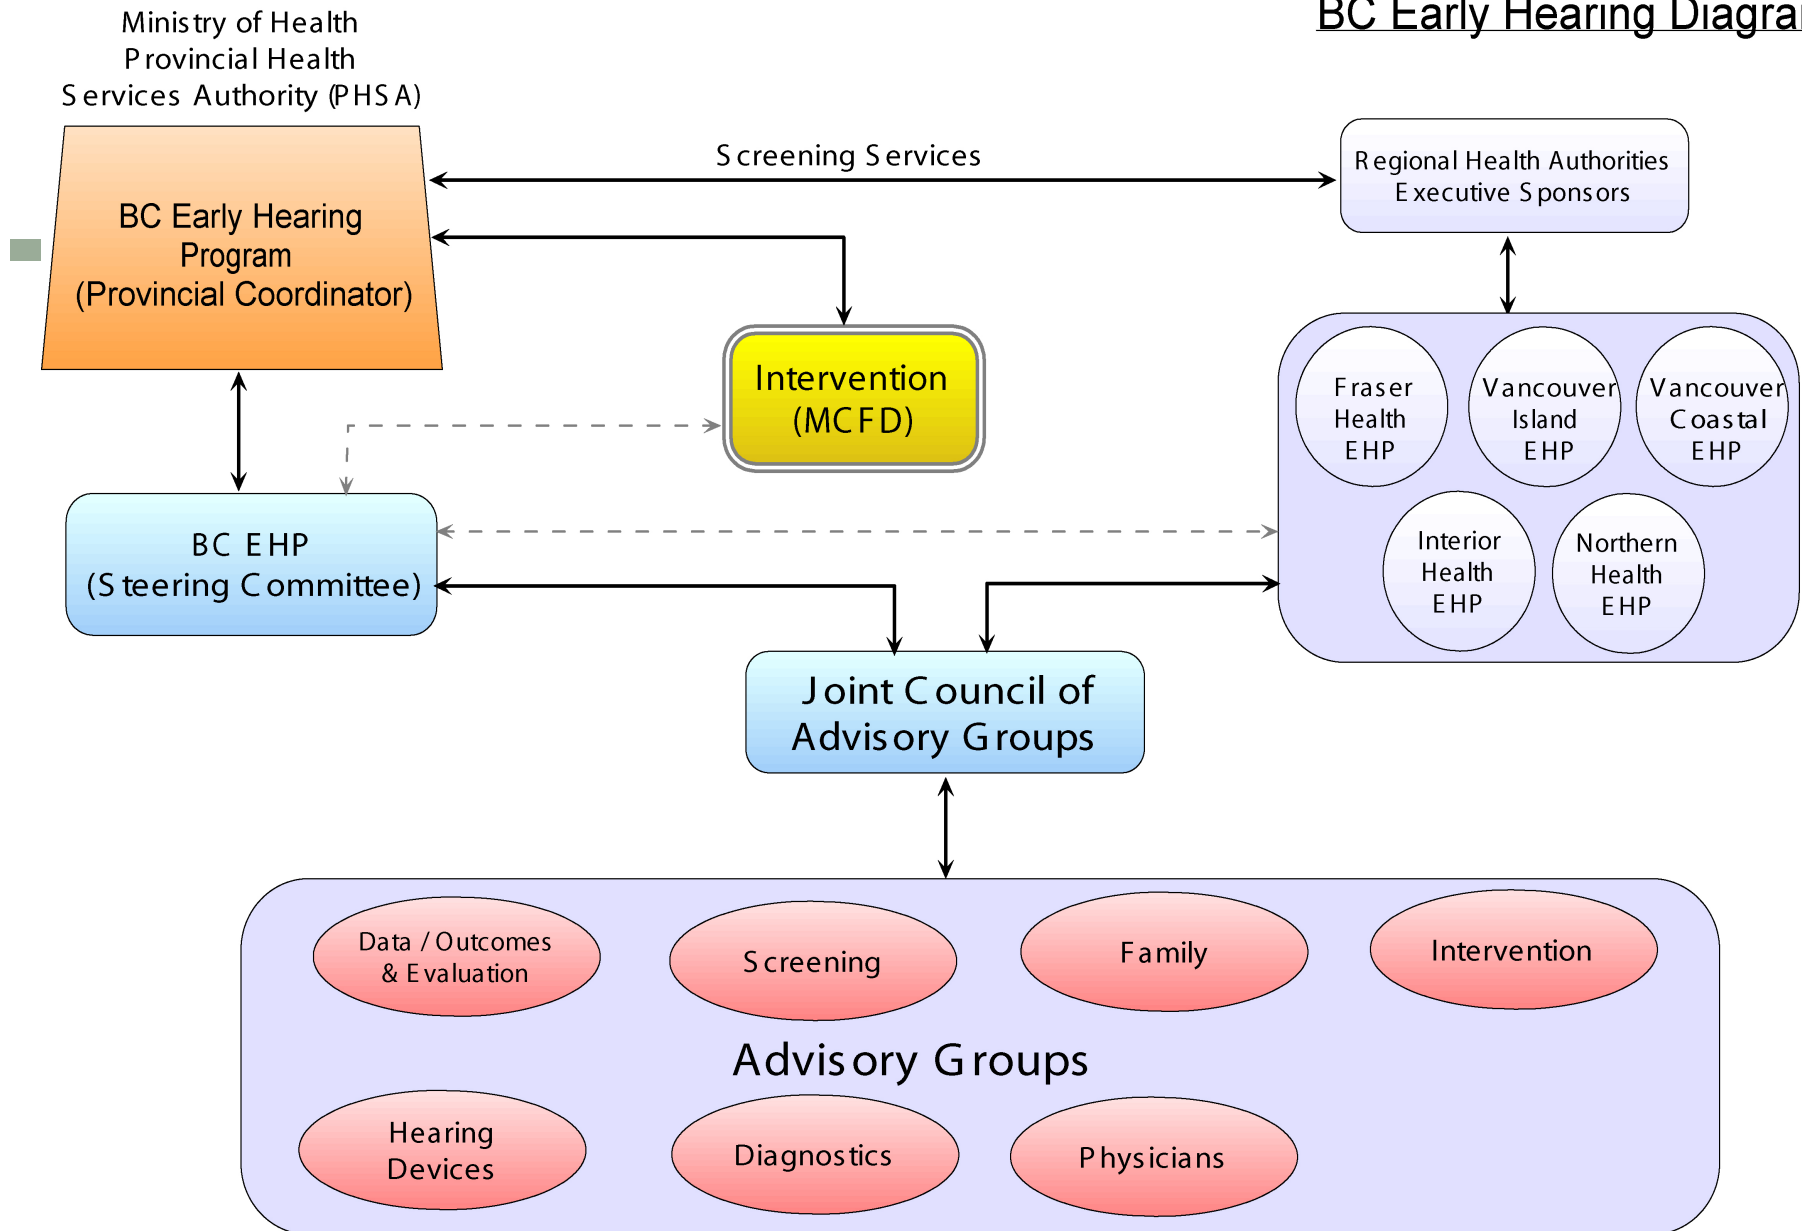 BC Early Hearing
Ministry of Health
Provincial Health
Services Authority (PHSA)
Screening Services
Regional Health Authorities
Executive Sponsors
BC Early Hearing
Program
(Provincial Coordinator)
Intervention
(MCFD)
Fraser
Health
EHP
Vancouver
Island
EHP
Vancouver
Coastal
EHP
Interior
Health
EHP
Northern
Health
EHP
BC EHP
(Steering Committee)
Joint Council of
Advisory Groups
Data / Outcomes
& Evaluation
Screening
Family
Intervention
Advisory Groups
Hearing
Devices
Diagnostics
Physicians